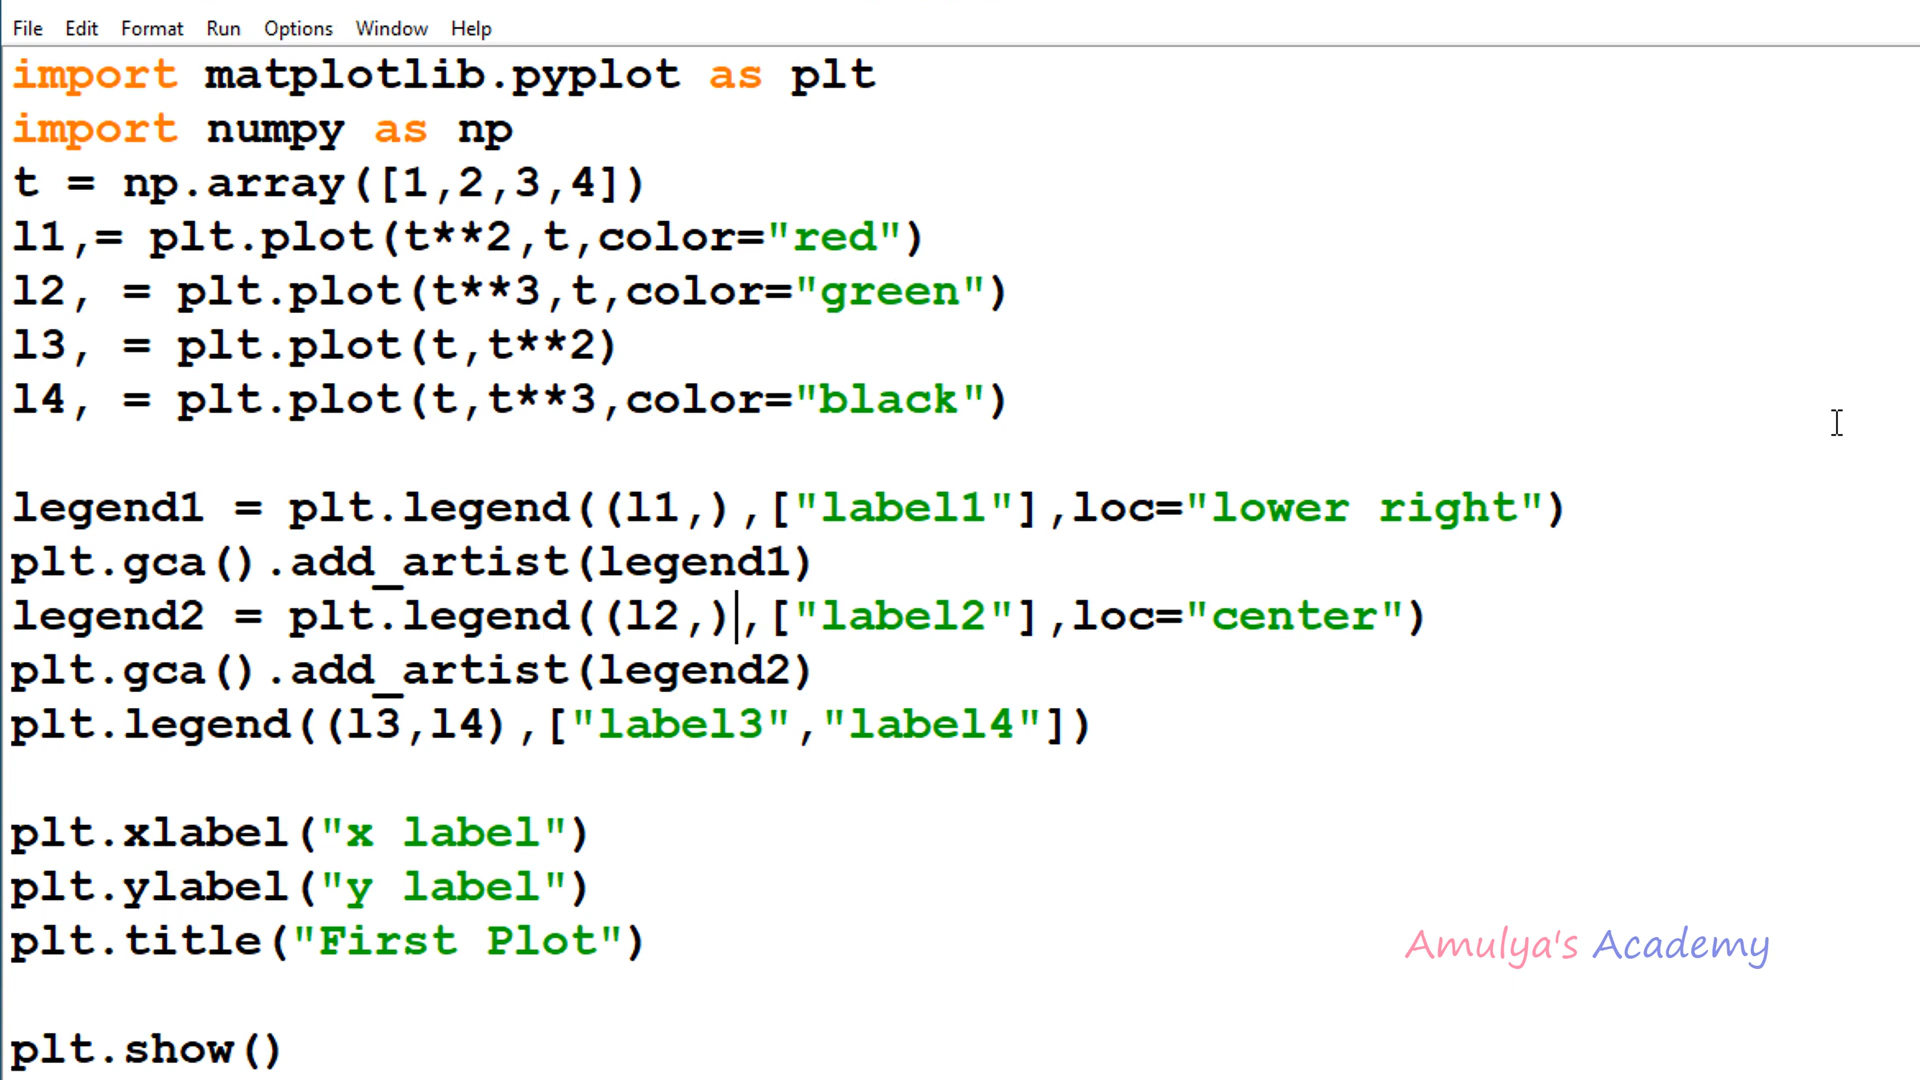 File Edit Format Run Options Window Help
import matplotlib.pyplot as plt
import numpy as np
t = np.array([1,2,3,4])
l1,= plt.plot(t**2,t,color="red")
l2, = plt.plot(t**3,t,color="green")
l3, = plt.plot(t,t**2)
l4, = plt.plot(t,t**3,color="black")
legend1 = plt.legend((l1,),["label1"],loc="lower right")
plt.gca().add_artist(legend1)
legend2 = plt.legend((l2,),["label2"],loc="center")
plt.gca().add_artist(legend2)
plt.legend((l3,l4),["label3","label4"])
plt.xlabel("x label")
plt.ylabel("y label")
plt.title("First Plot")
Amulya's Academy
plt.show()